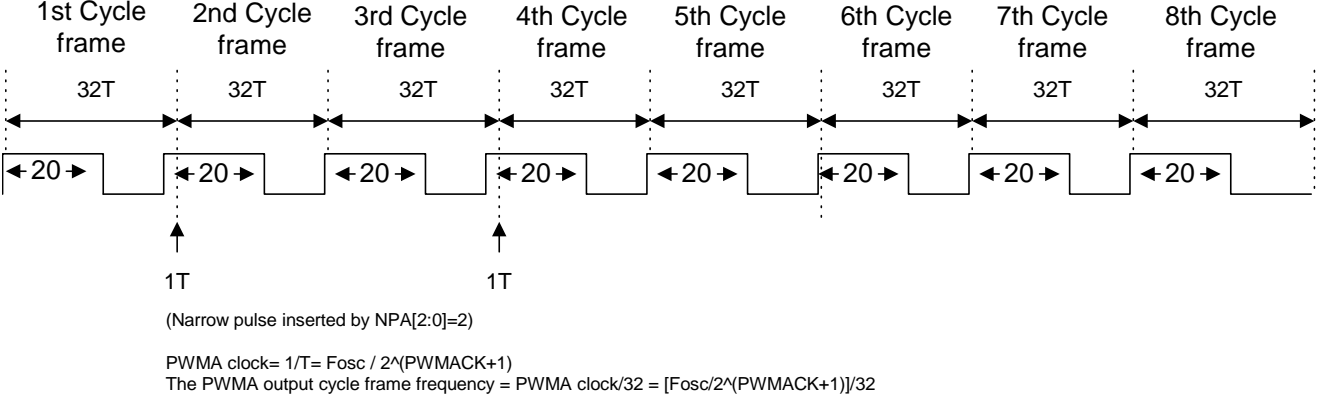 1st Cycle frame
2nd Cycle frame
3rd Cycle frame
4th Cycle frame
5th Cycle frame
6th Cycle frame
7th Cycle frame
8th Cycle frame
32T 32T 32T 32T 32T 32T 32T 32T
20 20 20 20 20 20 20 20
1T 1T
(Narrow pulse inserted by NPA[2:0]=2)
PWMA clock= 1/T= Fosc / 2^(PWMACK+1)
The PWMA output cycle frame frequency = PWMA clock/32 = [Fosc/2^(PWMACK+1)]/32